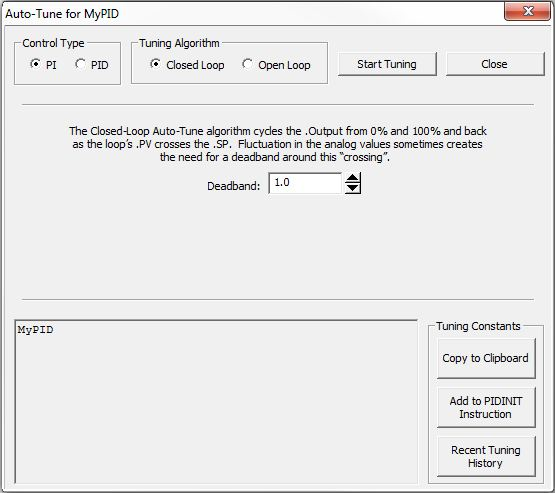 Auto-Tune for MyPID
Control Type
PI
PID
Tuning Algorithm
Closed Loop
Open Loop
Start Tuning
Close
The Closed-Loop Auto-Tune algorithm cycles the .Output from 0% and 100% and back
as the loop's .PV crosses the .SP.  Fluctuation in the analog values sometimes creates
the need for a deadband around this "crossing".
Deadband:
1.0
MyPID
Tuning Constants
Copy to Clipboard
Add to PIDINIT
Instruction
Recent Tuning
History